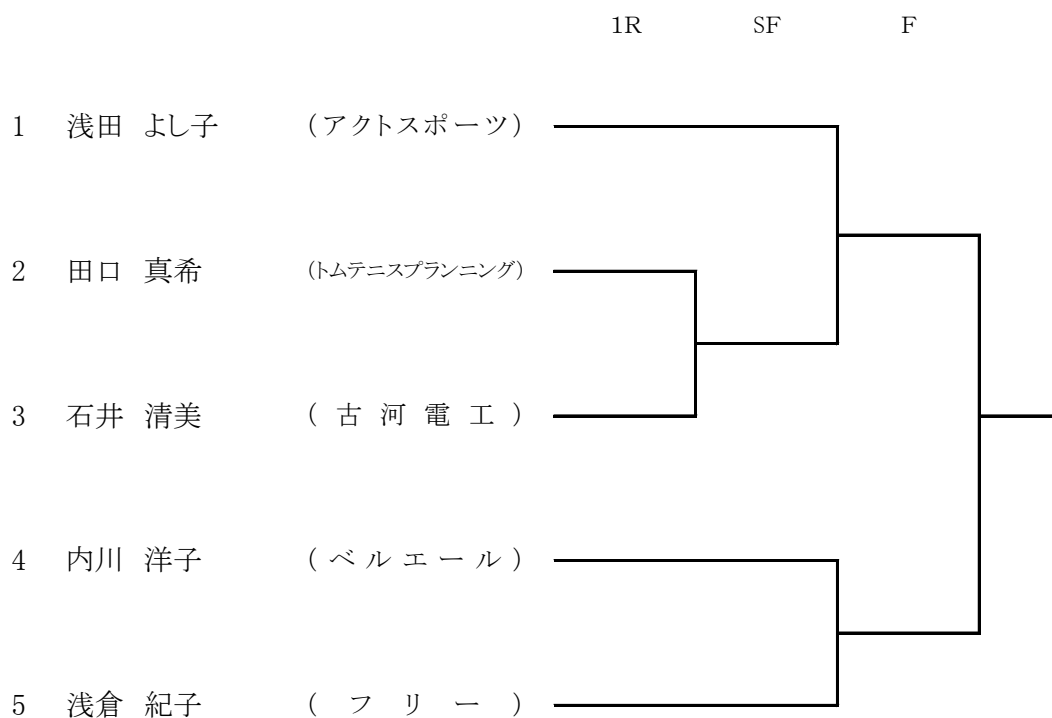 1R SF F
1 浅田 よし子 (アクトスポーツ)
2 田口 真希 (トムテニスプランニング)
3 石井 清美 (古河電工)
4 内川 洋子 (ベルエール)
5 浅倉 紀子 (フリー)